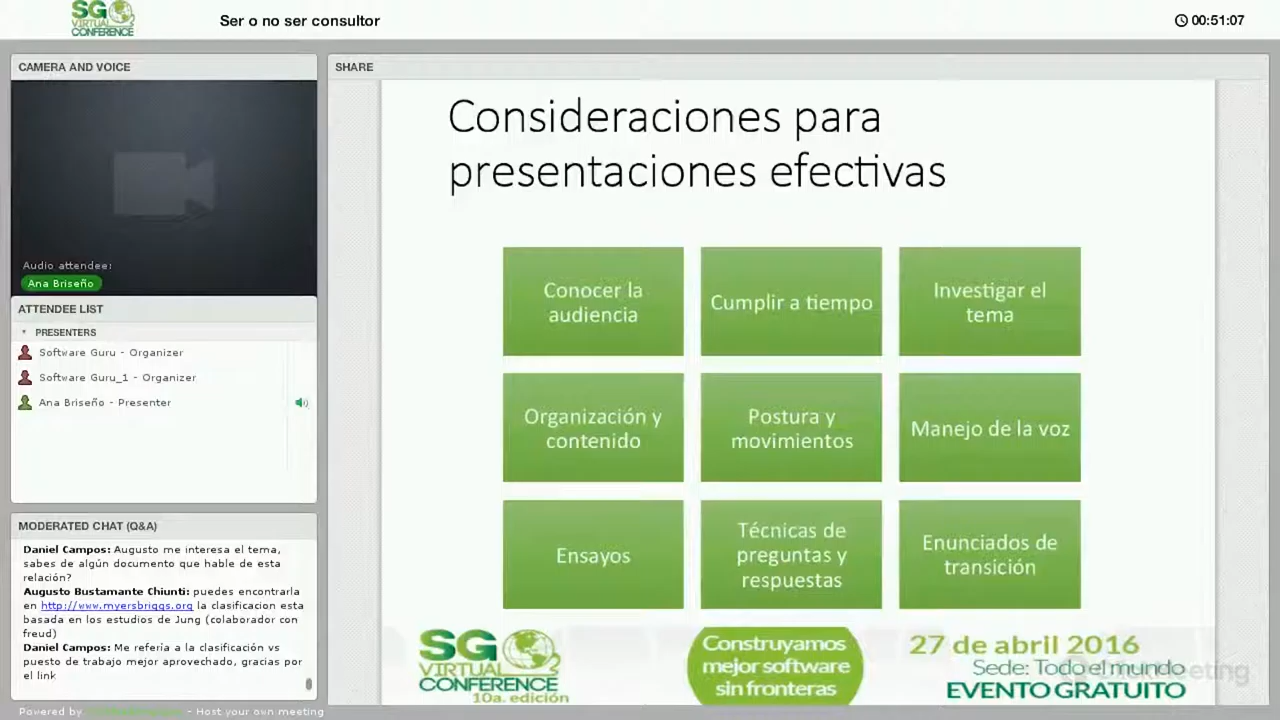 SG
VIRTUAL
CONFERENCE
Ser o no ser consultor
00:51:07
CAMERA AND VOICE
Audio attendee:
Ana Briseño
ATTENDEE LIST
PRESENTERS
Software Guru - Organizer
Software Guru_1 - Organizer
Ana Briseño - Presenter
MODERATED CHAT (Q&A)
Daniel Campos: Augusto me interesa el tema,
sabes de algún documento que hable de esta
relación?
Augusto Bustamante Chiunti: puedes encontrarla
en http://www.myersbriggs.org la clasificacion esta
basada en los estudios de Jung (colaborador con
freud)
Daniel Campos: Me refería a la clasificación vs
puesto de trabajo mejor aprovechado, gracias por
el link
Powered by - Host your own meeting
SHARE
Consideraciones para
presentaciones efectivas
Conocer la
audiencia
Cumplir a tiempo
Investigar el
tema
Organización y
contenido
Postura y
movimientos
Manejo de la voz
Ensayos
Técnicas de
preguntas y
respuestas
Enunciados de
transición
SG
VIRTUAL
CONFERENCE
10a. edición
Construyamos
mejor software
sin fronteras
27 de abril 2016
Sede: Todo el mundo
EVENTO GRATUITO